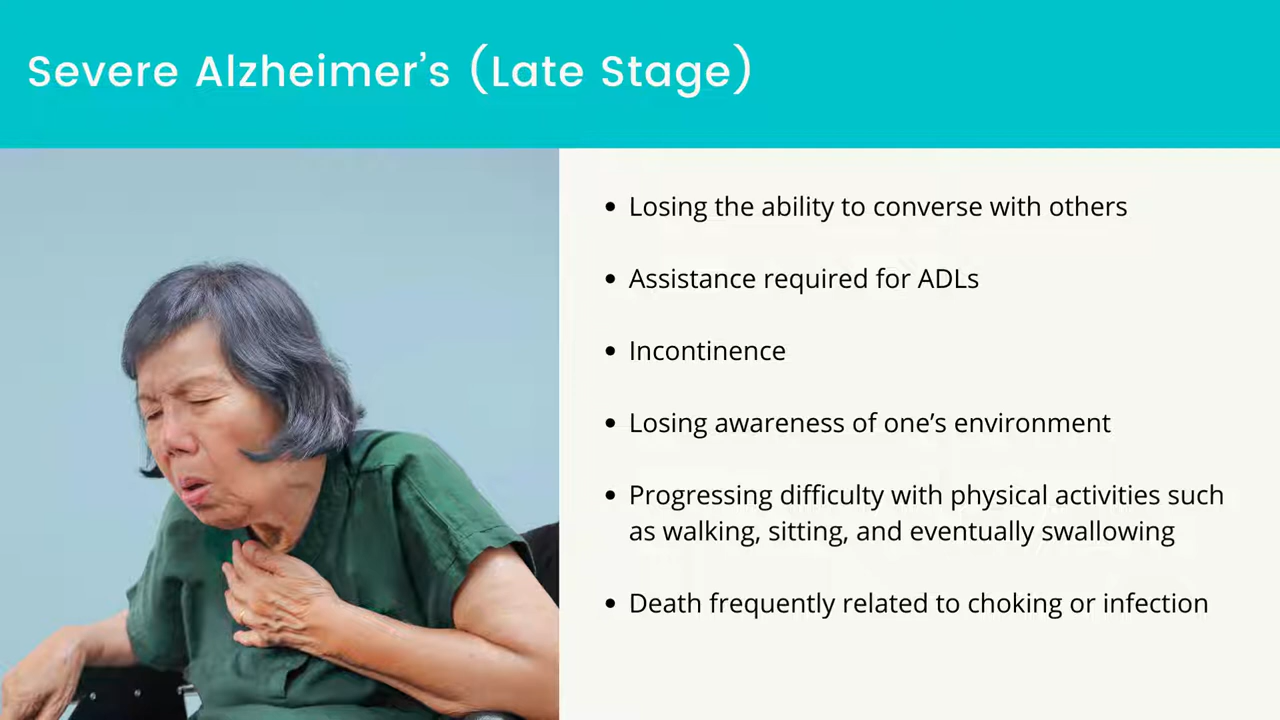 Severe Alzheimer’s (Late Stage)
• Losing the ability to converse with others
• Assistance required for ADLs
• Incontinence
• Losing awareness of one’s environment
• Progressing difficulty with physical activities such
as walking, sitting, and eventually swallowing
• Death frequently related to choking or infection